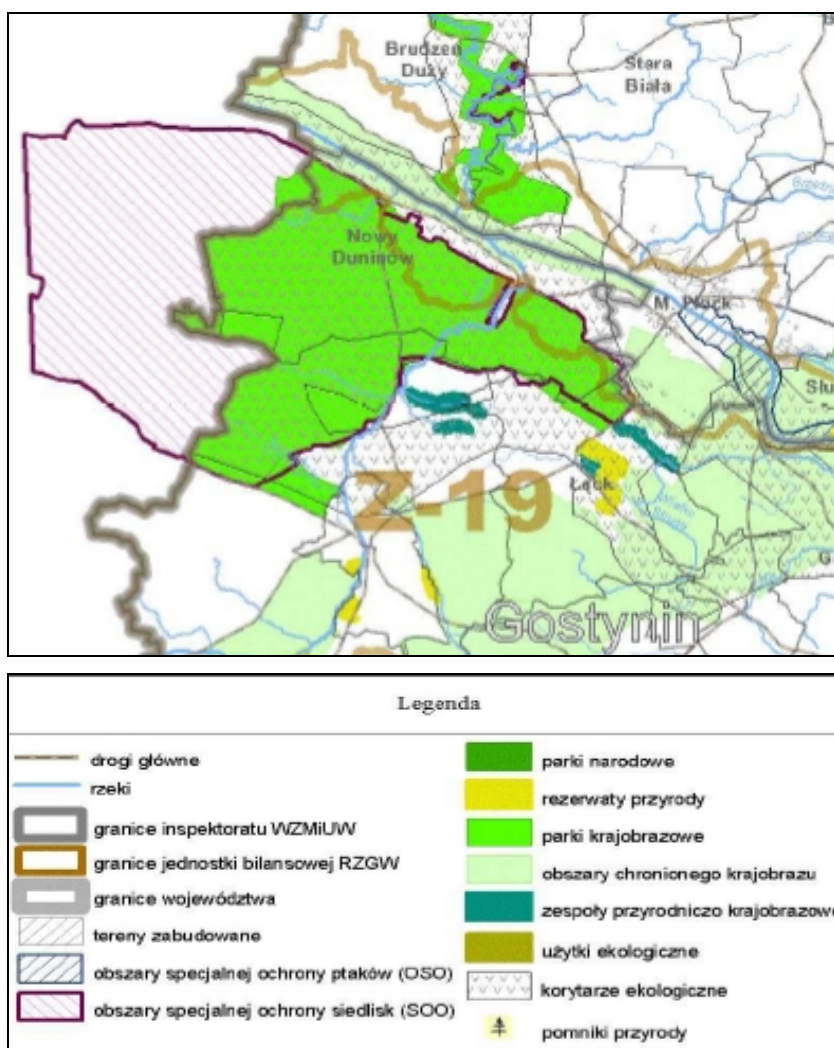 Brudzeń
Duży
Stara
Biała
Nowy
Duninów
M. Płock
Słu
Łąck
Z-19
Gostynin
Legenda
drogi główne
rzeki
granice inspektoratu WZMiUW
granice jednostki bilansowej RZGW
granice województwa
tereny zabudowane
obszary specjalnej ochrony ptaków (OSO)
obszary specjalnej ochrony siedlisk (SOO)
parki narodowe
rezerwaty przyrody
parki krajobrazowe
obszary chronionego krajobrazu
zespoły przyrodniczo krajobrazowe
użytki ekologiczne
korytarze ekologiczne
pomniki przyrody